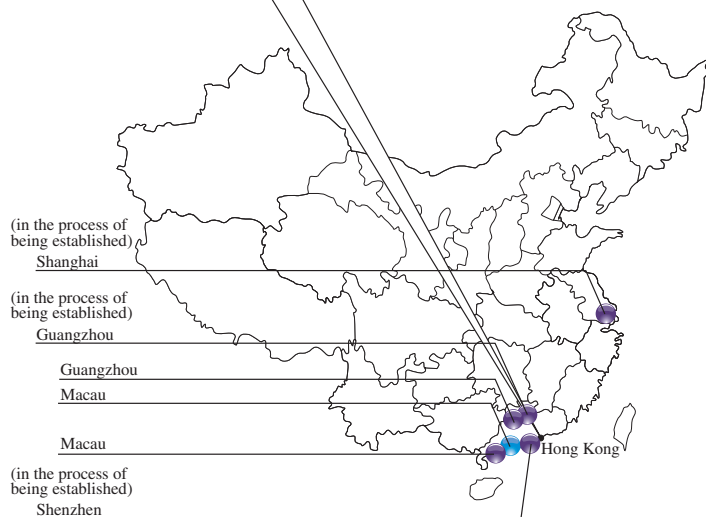 (in the process of
being established)
Shanghai
(in the process of
being established)
Guangzhou
Guangzhou
Macau
Macau
Hong Kong
(in the process of
being established)
Shenzhen